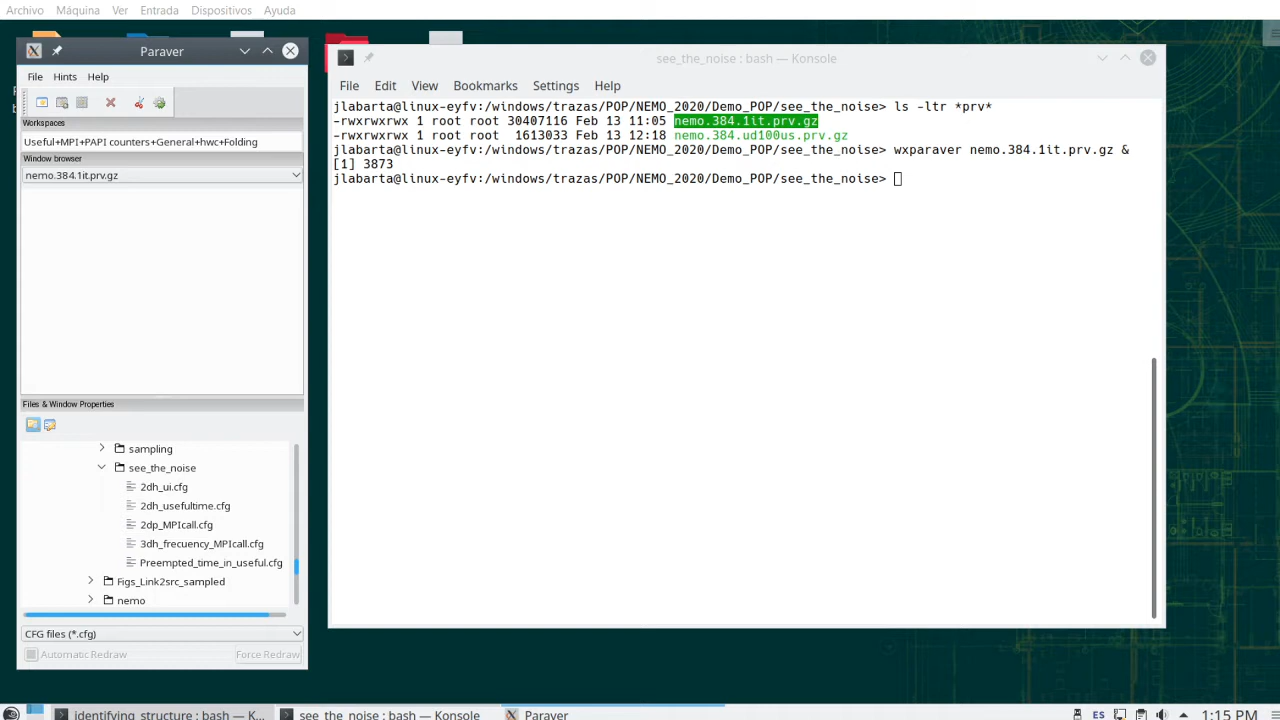 Archivo Máquina Ver Entrada Dispositivos Ayuda
Paraver
File Hints Help
Workspaces
Useful+MPI+PAPI counters+General+hwc+Folding
Window browser
nemo.384.1it.prv.gz
Files & Window Properties
sampling
see_the_noise
2dh_ui.cfg
2dh_usefultime.cfg
2dp_MPIcall.cfg
3dh_frecuency_MPIcall.cfg
Preempted_time_in_useful.cfg
Figs_Link2src_sampled
nemo
CFG files (*.cfg)
Automatic Redraw Force Redraw
see_the_noise : bash — Konsole
File Edit View Bookmarks Settings Help
jlabarta@linux-eyfv:/windows/trazas/POP/NEMO_2020/Demo_POP/see_the_noise> ls -ltr *prv*
-rwxrwxrwx 1 root root 30407116 Feb 13 11:05 nemo.384.1it.prv.gz
-rwxrwxrwx 1 root root  1613033 Feb 13 12:18 nemo.384.ud100us.prv.gz
jlabarta@linux-eyfv:/windows/trazas/POP/NEMO_2020/Demo_POP/see_the_noise> wxparaver nemo.384.1it.prv.gz &
[1] 3873
jlabarta@linux-eyfv:/windows/trazas/POP/NEMO_2020/Demo_POP/see_the_noise>
identifying_structure : bash — K... see_the_noise : bash — Konsole Paraver ES 1:15 PM